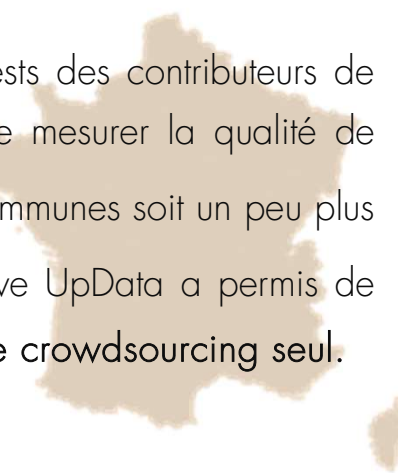 ests des contributeurs de
e mesurer la qualité de
mmunes soit un peu plus
ve UpData a permis de
e crowdsourcing seul.